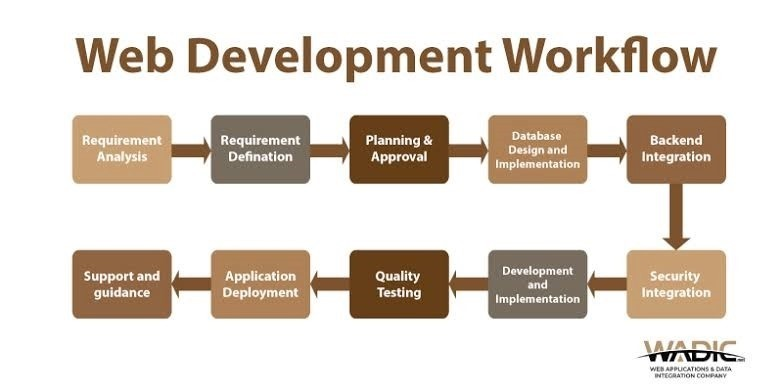 Web Development Workflow
Requirement
Analysis
Requirement
Defination
Planning &
Approval
Database
Design and
Implementation
Backend
Integration
Support and
guidance
Application
Deployment
Quality
Testing
Development
and
Implementation
Security
Integration
WADIC.net
WEB APPLICATIONS & DATA
INTEGRATION COMPANY